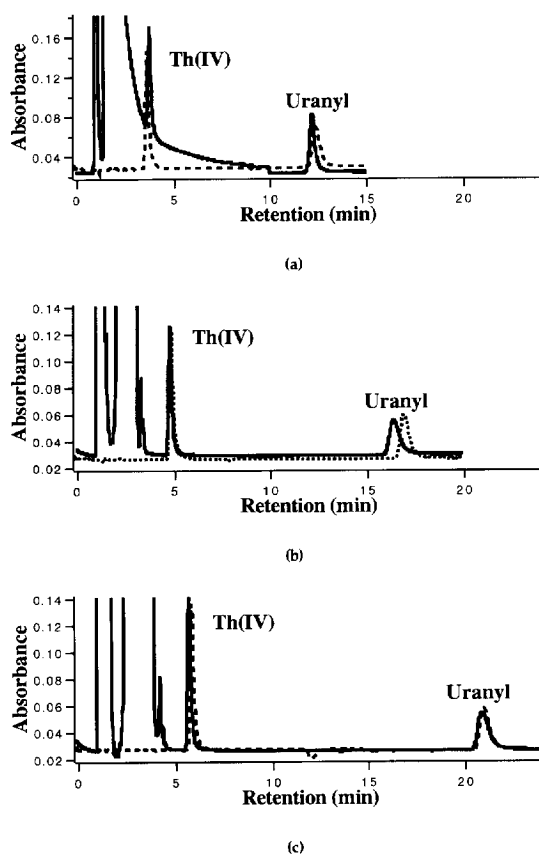 0.16
0.12
0.08
0.04
Absorbance
Th(IV)
Uranyl
0 5 10 15 20
Retention (min)
(a)
0.14
0.12
0.10
0.08
0.06
0.04
0.02
Absorbance
Th(IV)
Uranyl
0 5 10 15 20
Retention (min)
(b)
0.14
0.12
0.10
0.08
0.06
0.04
0.02
Absorbance
Th(IV)
Uranyl
0 5 10 15 20
Retention (min)
(c)